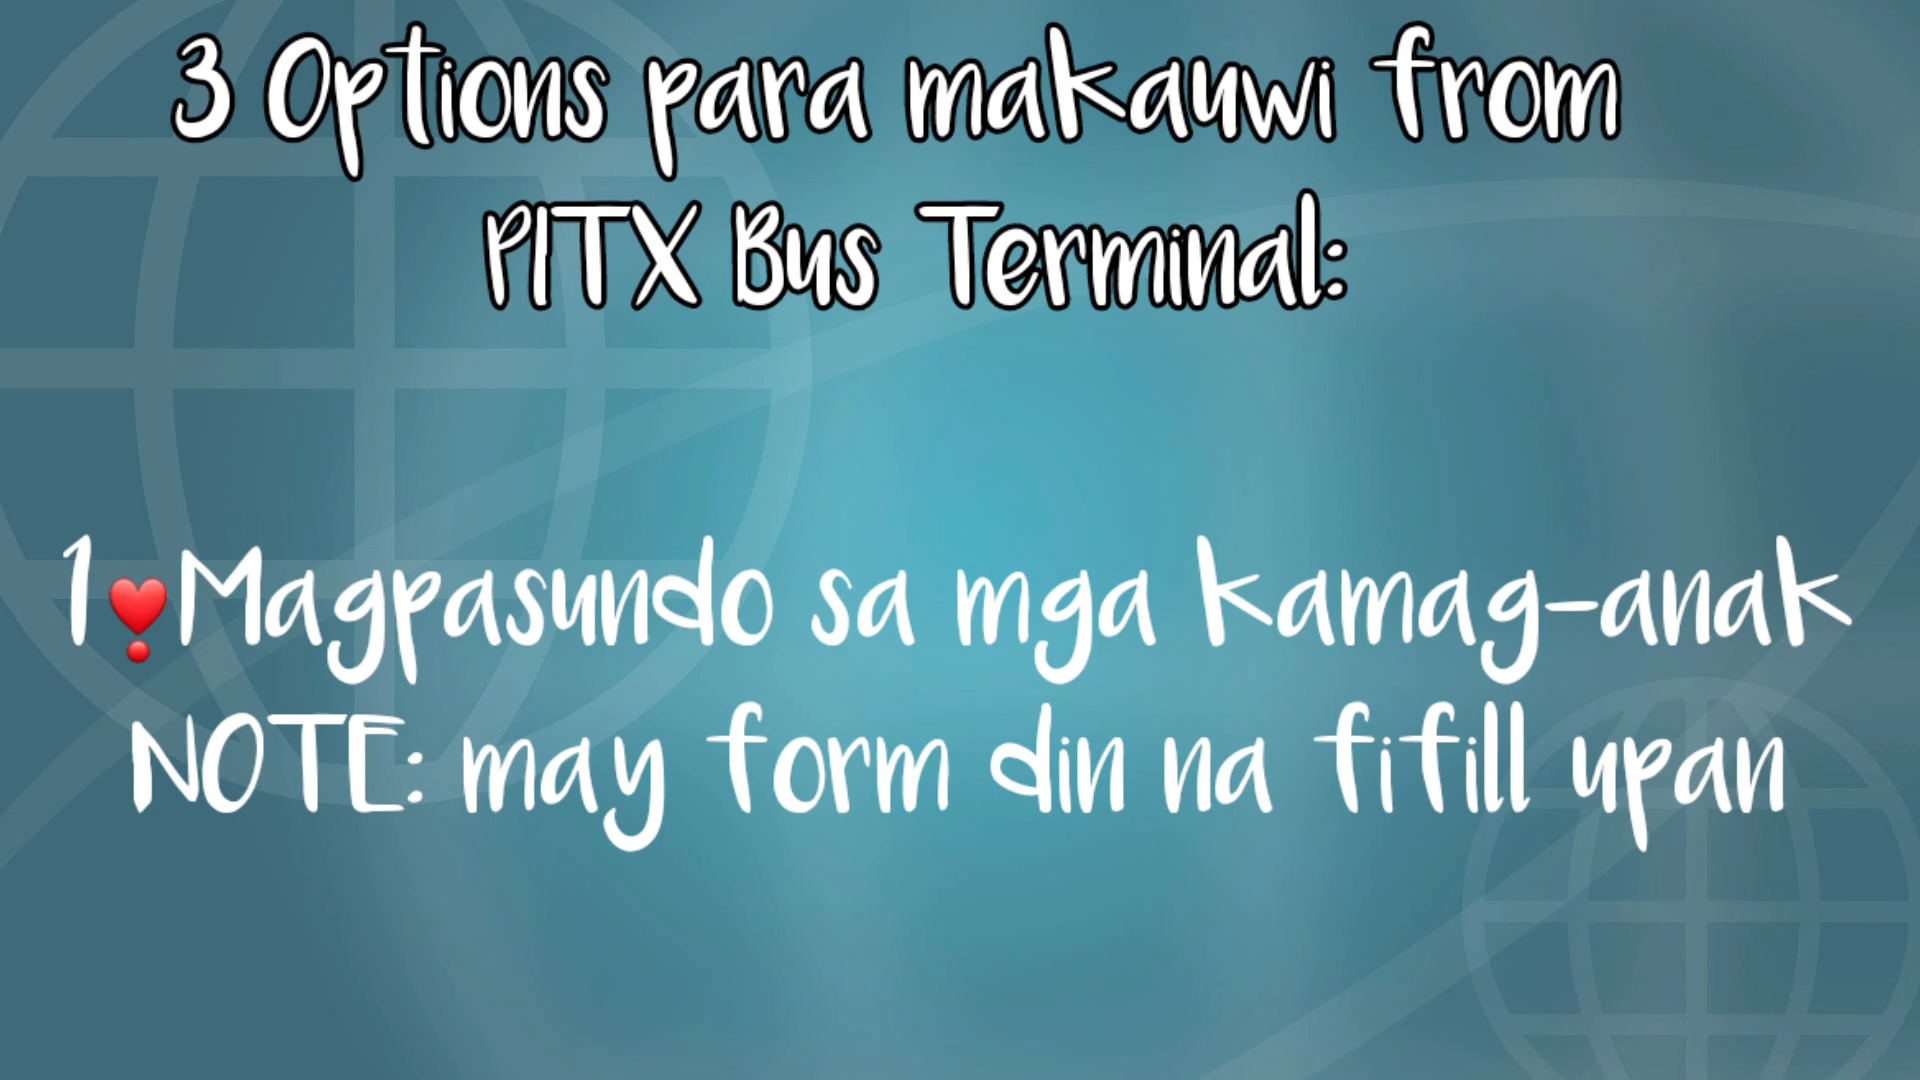 3 Options para makauwi from
PITX Bus Terminal:
1❣️Magpasundo sa mga kamag-anak
NOTE: may form din na fifill upan